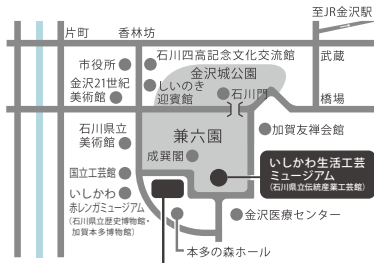 至JR金沢駅
片町
香林坊
武蔵
市役所
石川四高記念文化交流館
金沢城公園
金沢21世紀
美術館
しいのき
迎賓館
石川門
橋場
石川県立
美術館
兼六園
加賀友禅会館
成巽閣
国立工芸館
いしかわ生活工芸
ミュージアム
(石川県立伝統産業工芸館)
いしかわ
赤レンガミュージアム
(石川県立歴史博物館・
加賀本多博物館)
金沢医療センター
本多の森ホール